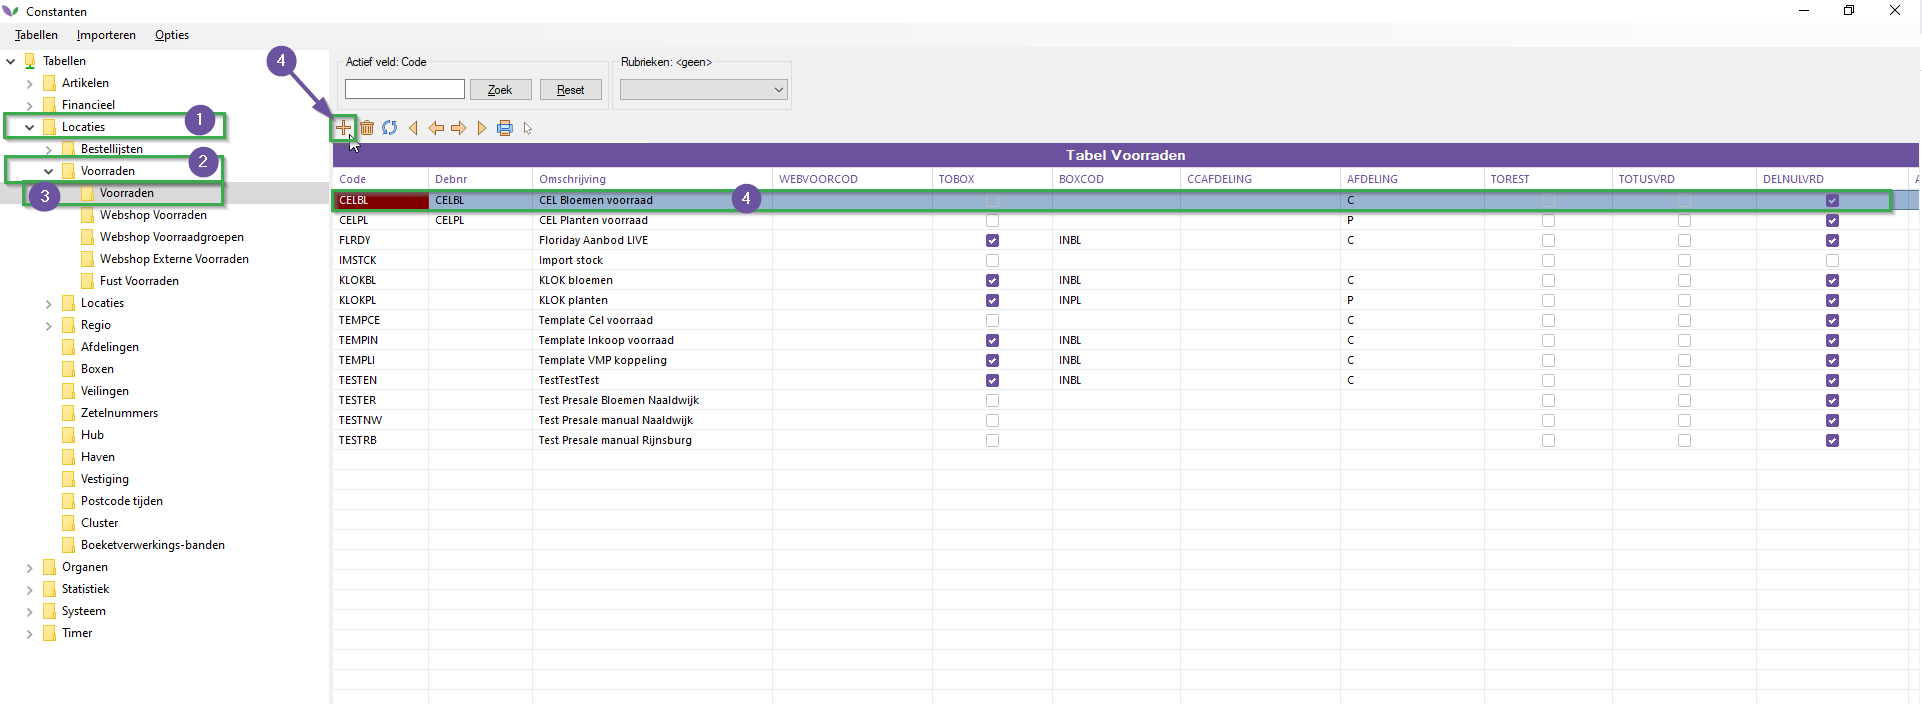 Constanten
Tabellen Importeren Opties
Tabellen
Artikelen
Financieel
Locaties
1
Bestellijsten
Voorraden
2
Voorraden
3
Webshop Voorraden
Webshop Voorraadgroepen
Webshop Externe Voorraden
Fust Voorraden
Locaties
Regio
Afdelingen
Boxen
Veilingen
Zetelnummers
Hub
Haven
Vestiging
Postcode tijden
Cluster
Boeketverwerkings-banden
Organen
Statistiek
Systeem
Timer
4
Actief veld: Code
Zoek Reset
Rubrieken: <geen>
Tabel Voorraden
Code Debnr Omschrijving WEBVOORCOD TOBOX BOXCOD CCAFDELING AFDELING TOREST TOTUSVRD DELNULVRD A
CELBL CELBL CEL Bloemen voorraad 4 C
CELPL CELPL CEL Planten voorraad P
FLRDY Floriday Aanbod LIVE INBL C
IMSTCK Import stock
KLOKBL KLOK bloemen INBL C
KLOKPL KLOK planten INPL P
TEMPCE Template Cel voorraad C
TEMPIN Template Inkoop voorraad INBL C
TEMPLI Template VMP koppeling INBL C
TESTEN TestTestTest INBL C
TESTER Test Presale Bloemen Naaldwijk
TESTNW Test Presale manual Naaldwijk
TESTRB Test Presale manual Rijnsburg